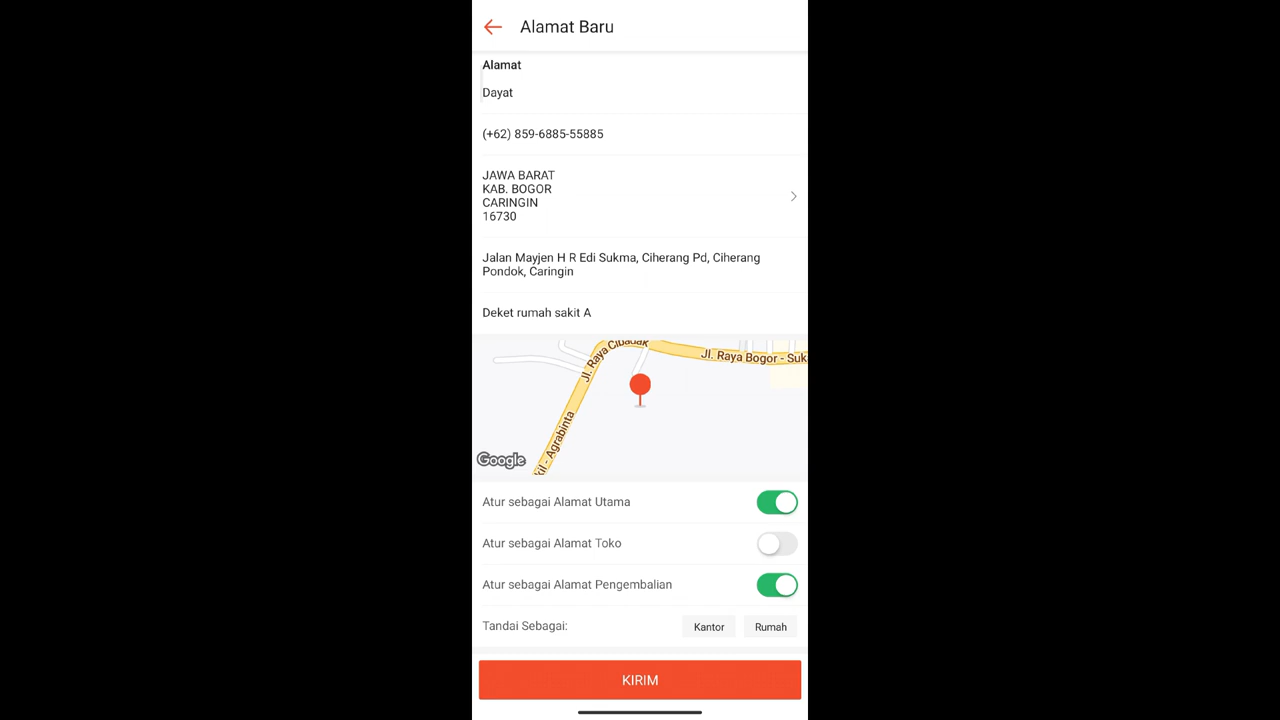 Alamat Baru
Alamat
Dayat
(+62) 859-6885-55885
JAWA BARAT
KAB. BOGOR
CARINGIN
16730
Jalan Mayjen H R Edi Sukma, Ciherang Pd, Ciherang
Pondok, Caringin
Deket rumah sakit A
Jl. Raya Cibadak
Jl. Raya Bogor - Suk
kil - Agrabinta
Google
Atur sebagai Alamat Utama
Atur sebagai Alamat Toko
Atur sebagai Alamat Pengembalian
Tandai Sebagai:
Kantor
Rumah
KIRIM